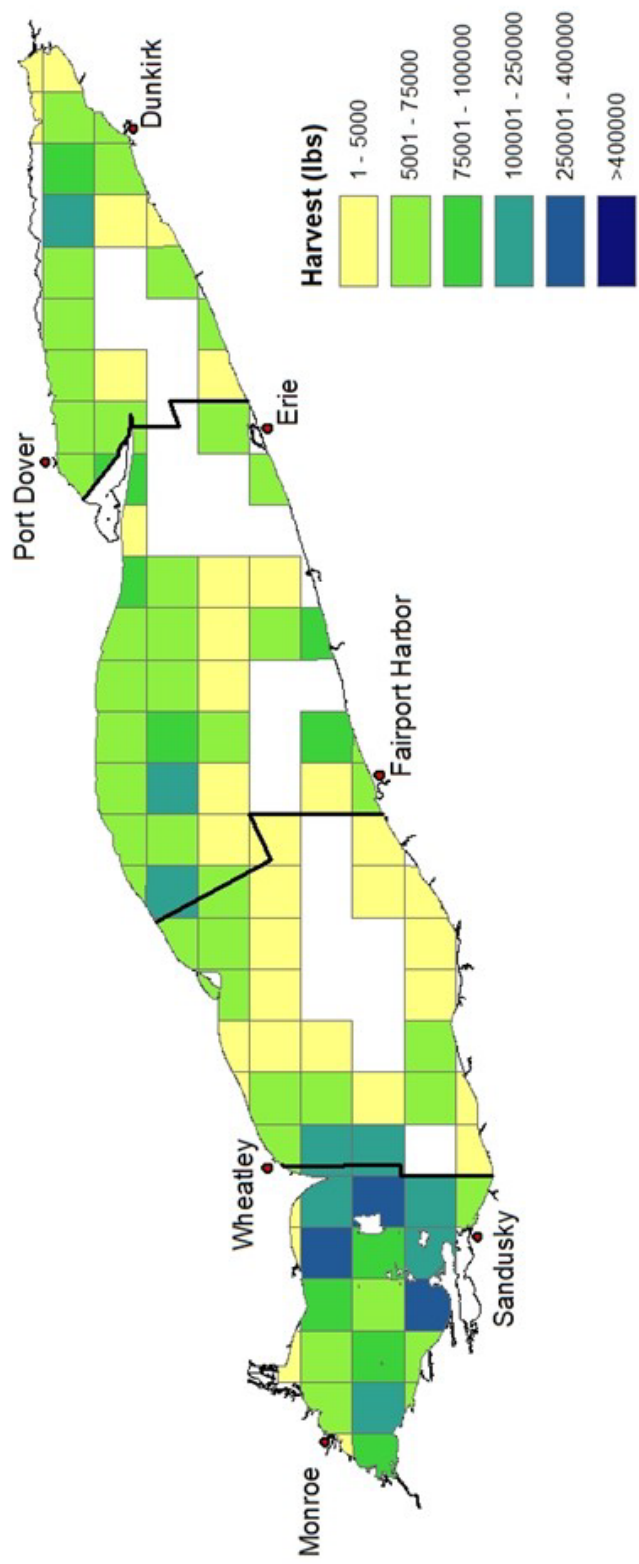 Port Dover
Dunkirk
Erie
Fairport Harbor
Wheatley
Sandusky
Monroe
Harvest (lbs)
1 - 5000
5001 - 75000
75001 - 100000
100001 - 250000
250001 - 400000
>400000